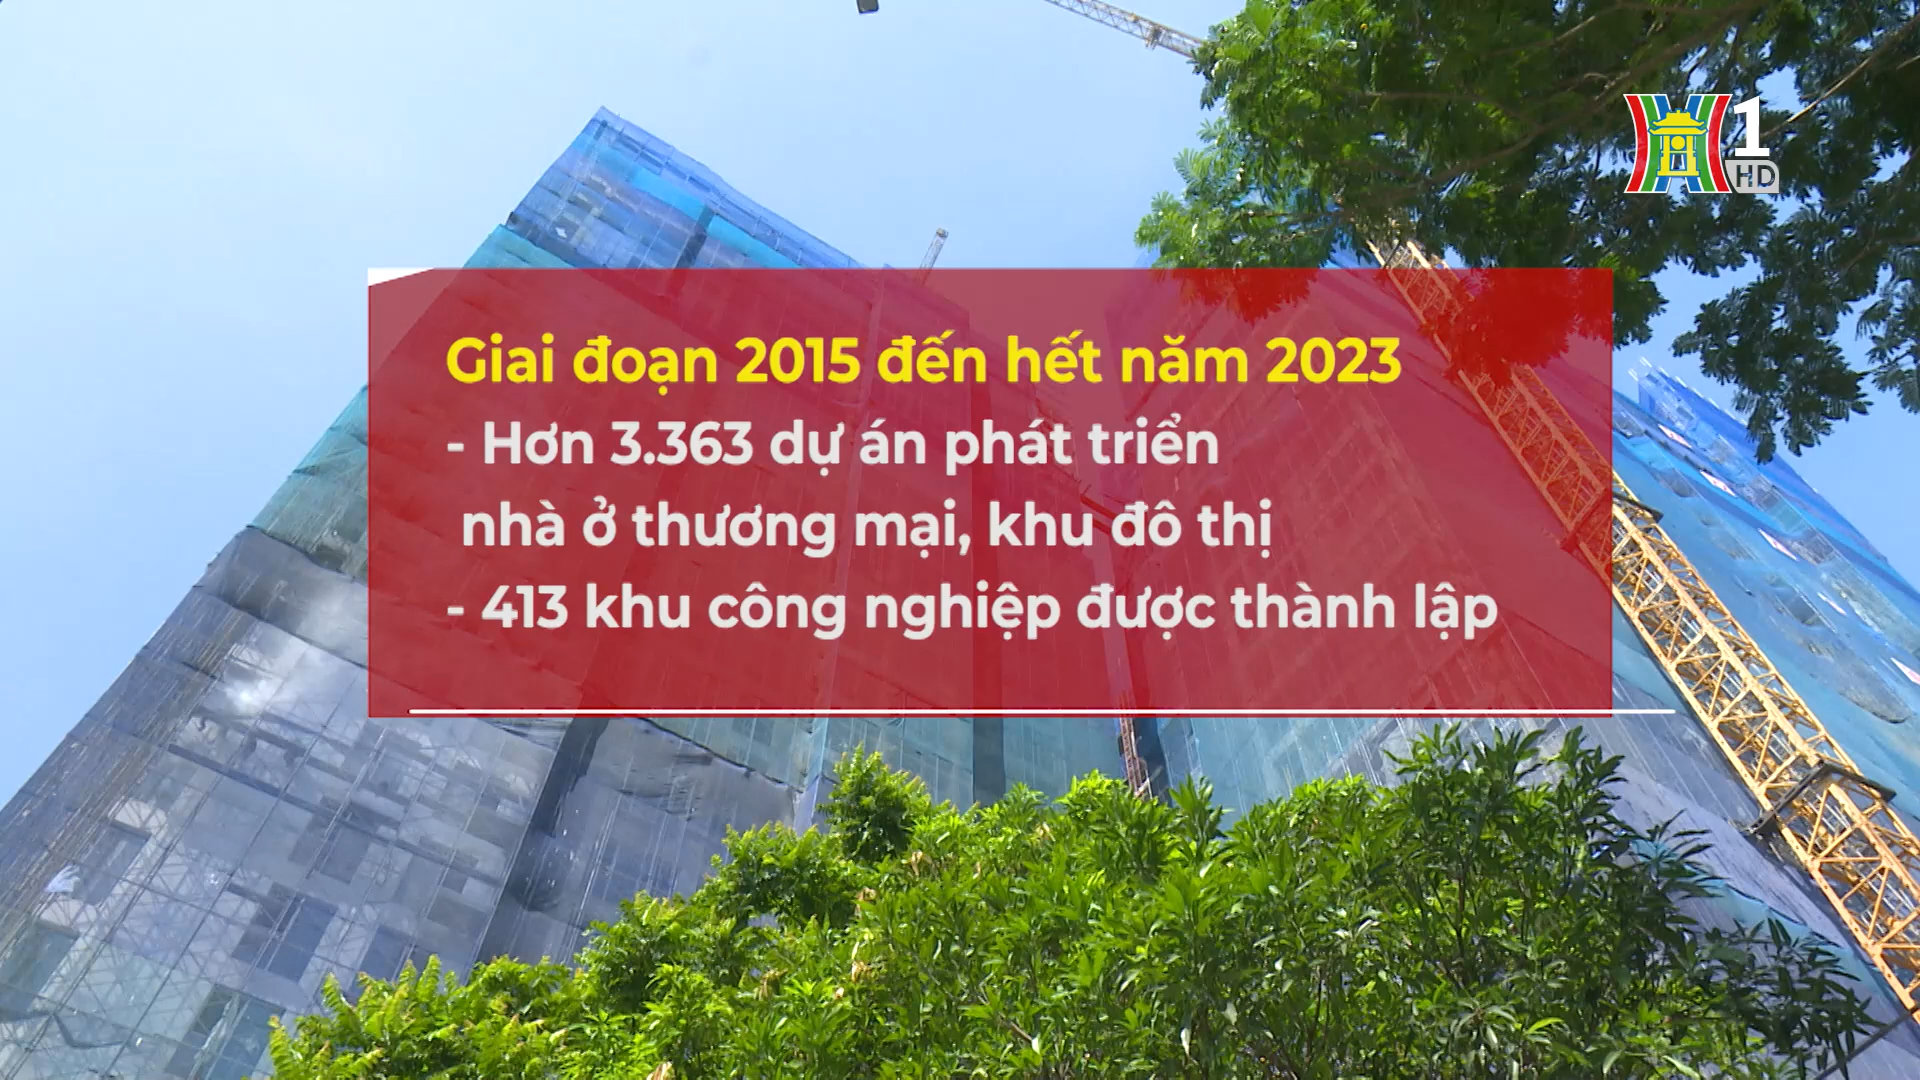 1
HD
Giai đoạn 2015 đến hết năm 2023
- Hơn 3.363 dự án phát triển
nhà ở thương mại, khu đô thị
- 413 khu công nghiệp được thành lập